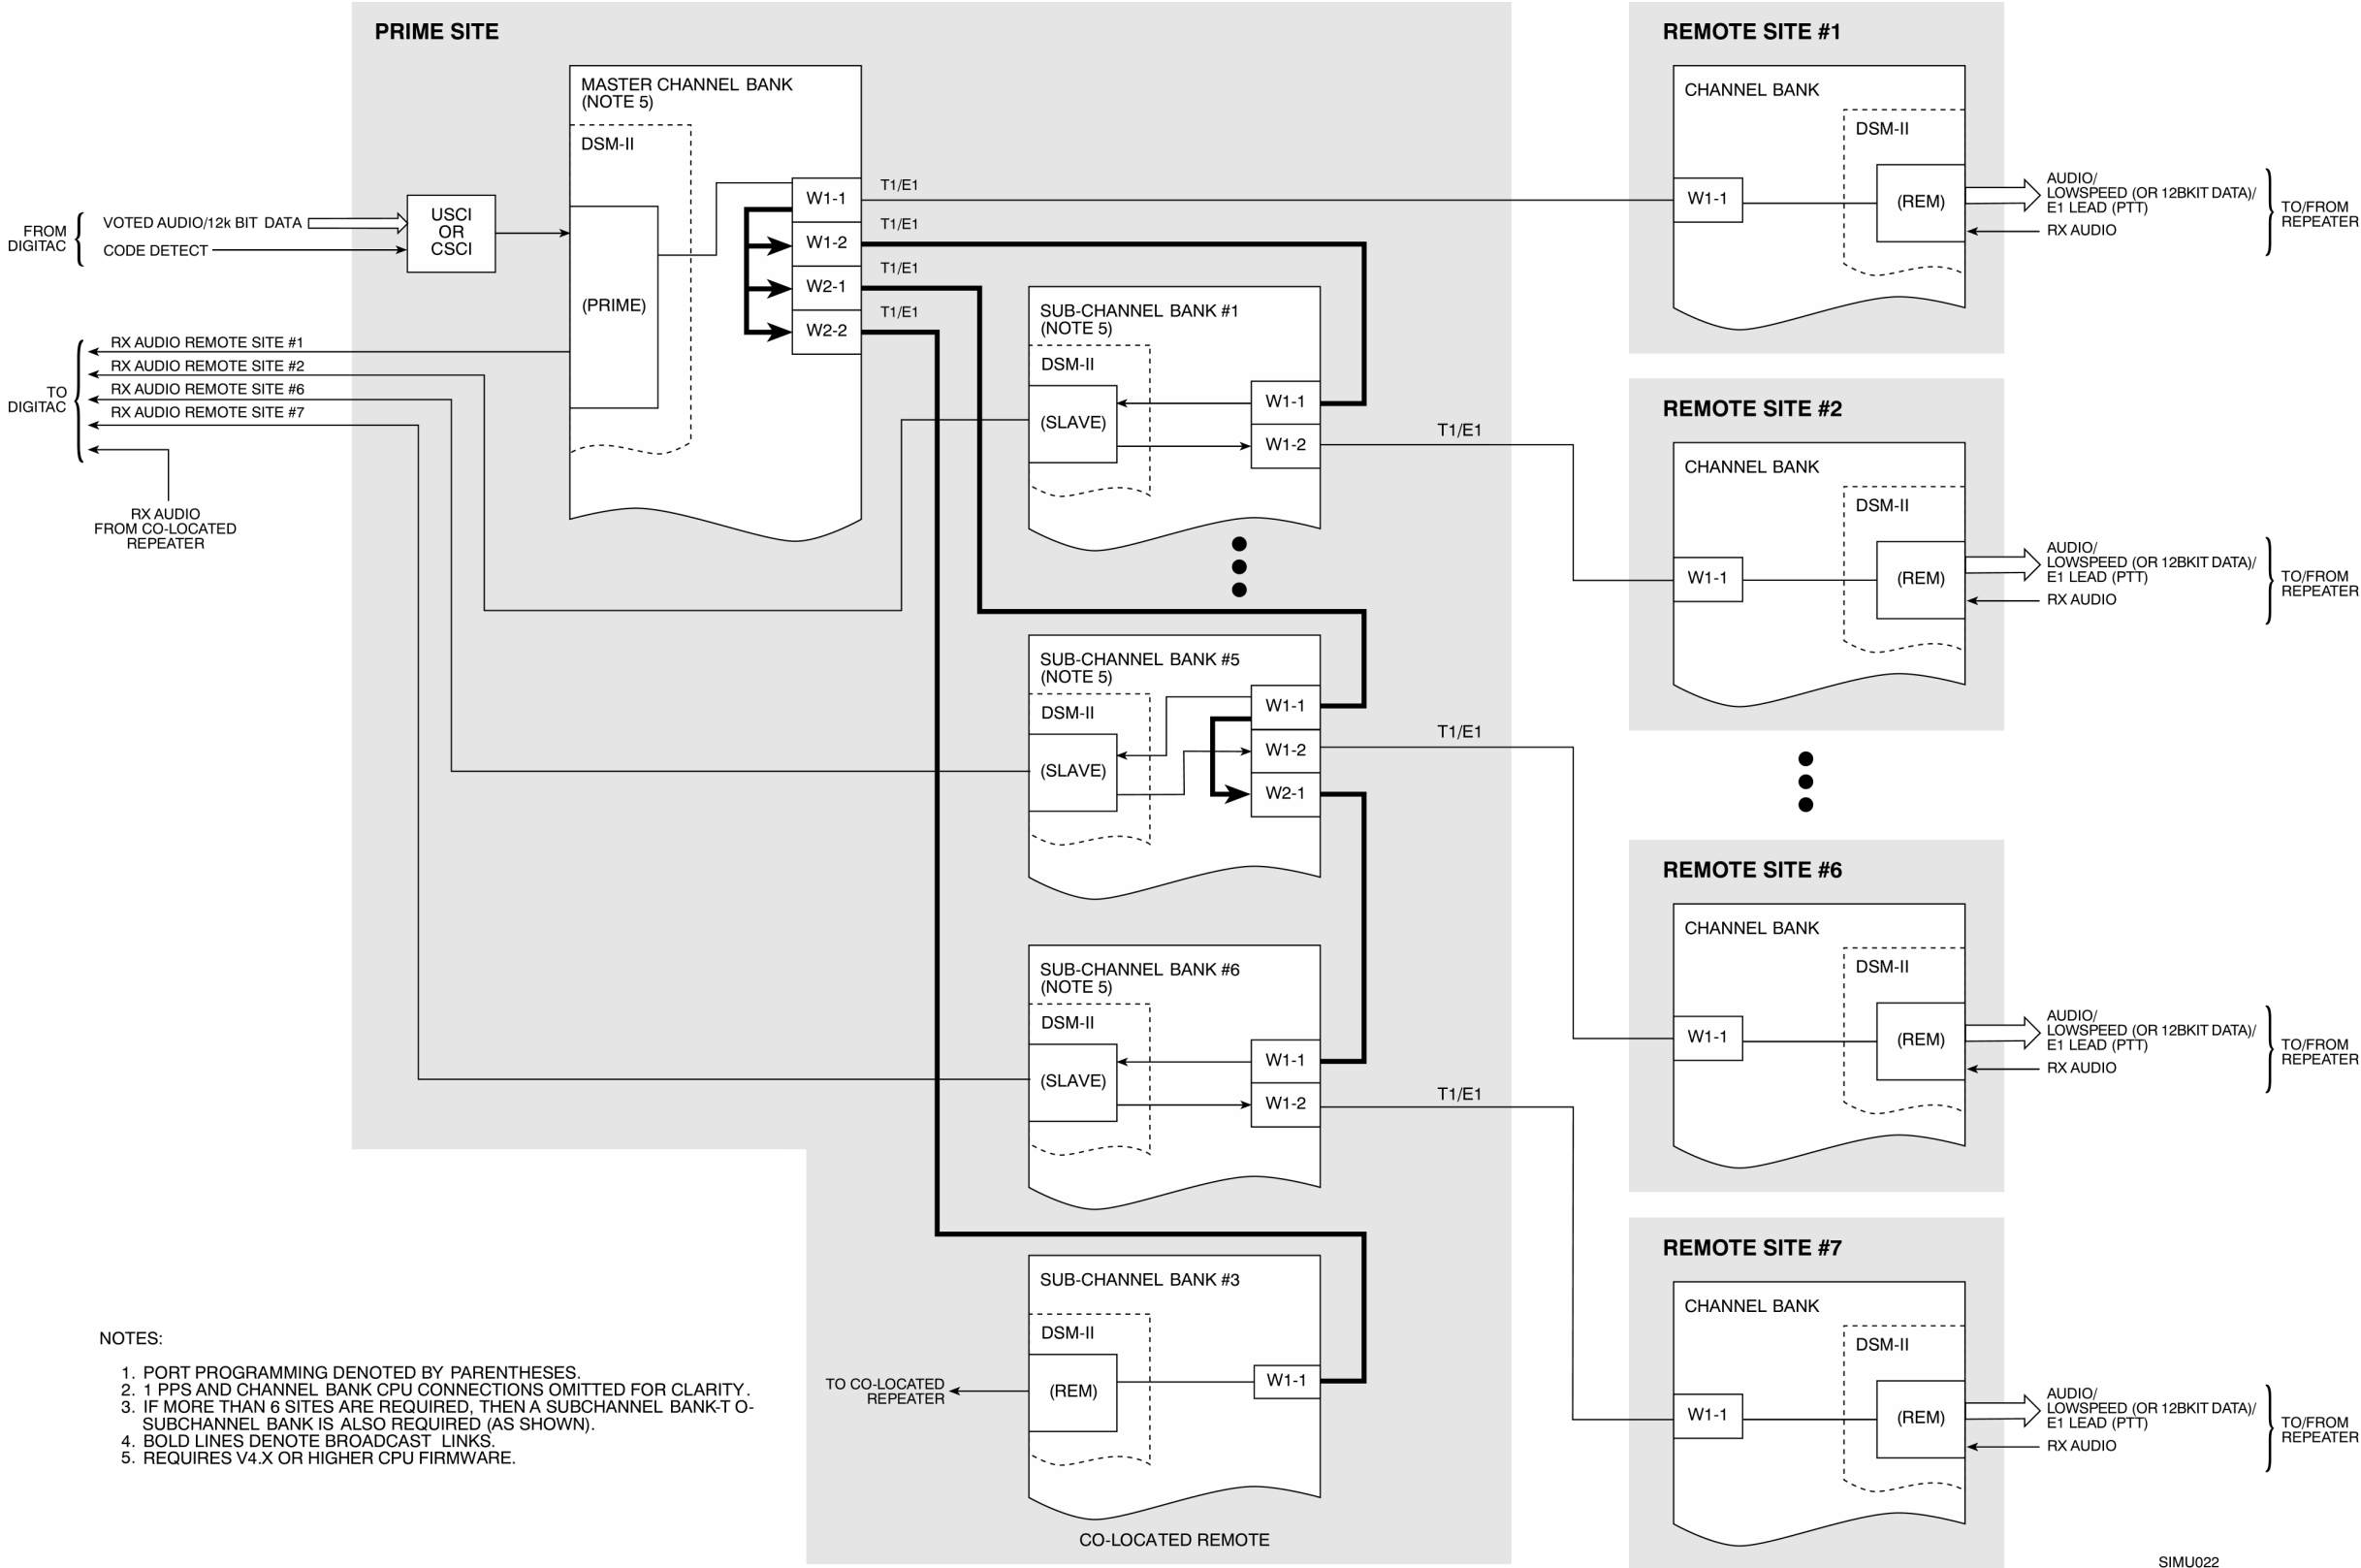 PRIME SITE
MASTER CHANNEL BANK
(NOTE 5)
DSM-II
(PRIME)
W1-1
W1-2
W2-1
W2-2
T1/E1
T1/E1
T1/E1
T1/E1
FROM
DIGITAC
VOTED AUDIO/12k BIT DATA
CODE DETECT
USCI
OR
CSCI
TO
DIGITAC
RX AUDIO REMOTE SITE #1
RX AUDIO REMOTE SITE #2
RX AUDIO REMOTE SITE #6
RX AUDIO REMOTE SITE #7
RX AUDIO
FROM CO-LOCATED
REPEATER
SUB-CHANNEL BANK #1
(NOTE 5)
DSM-II
(SLAVE)
W1-1
W1-2
T1/E1
SUB-CHANNEL BANK #5
(NOTE 5)
DSM-II
(SLAVE)
W1-1
W1-2
W2-1
T1/E1
SUB-CHANNEL BANK #6
(NOTE 5)
DSM-II
(SLAVE)
W1-1
W1-2
T1/E1
SUB-CHANNEL BANK #3
DSM-II
(REM)
W1-1
TO CO-LOCATED
REPEATER
CO-LOCATED REMOTE
REMOTE SITE #1
CHANNEL BANK
DSM-II
W1-1
(REM)
AUDIO/
LOWSPEED (OR 12BKIT DATA)/
E1 LEAD (PTT)
RX AUDIO
TO/FROM
REPEATER
REMOTE SITE #2
CHANNEL BANK
DSM-II
W1-1
(REM)
AUDIO/
LOWSPEED (OR 12BKIT DATA)/
E1 LEAD (PTT)
RX AUDIO
TO/FROM
REPEATER
REMOTE SITE #6
CHANNEL BANK
DSM-II
W1-1
(REM)
AUDIO/
LOWSPEED (OR 12BKIT DATA)/
E1 LEAD (PTT)
RX AUDIO
TO/FROM
REPEATER
REMOTE SITE #7
CHANNEL BANK
DSM-II
W1-1
(REM)
AUDIO/
LOWSPEED (OR 12BKIT DATA)/
E1 LEAD (PTT)
RX AUDIO
TO/FROM
REPEATER
NOTES:
1. PORT PROGRAMMING DENOTED BY PARENTHESES.
2. 1 PPS AND CHANNEL BANK CPU CONNECTIONS OMITTED FOR CLARITY.
3. IF MORE THAN 6 SITES ARE REQUIRED, THEN A SUBCHANNEL BANK-T O-
SUBCHANNEL BANK IS ALSO REQUIRED (AS SHOWN).
4. BOLD LINES DENOTE BROADCAST LINKS.
5. REQUIRES V4.X OR HIGHER CPU FIRMWARE.
SIMU022